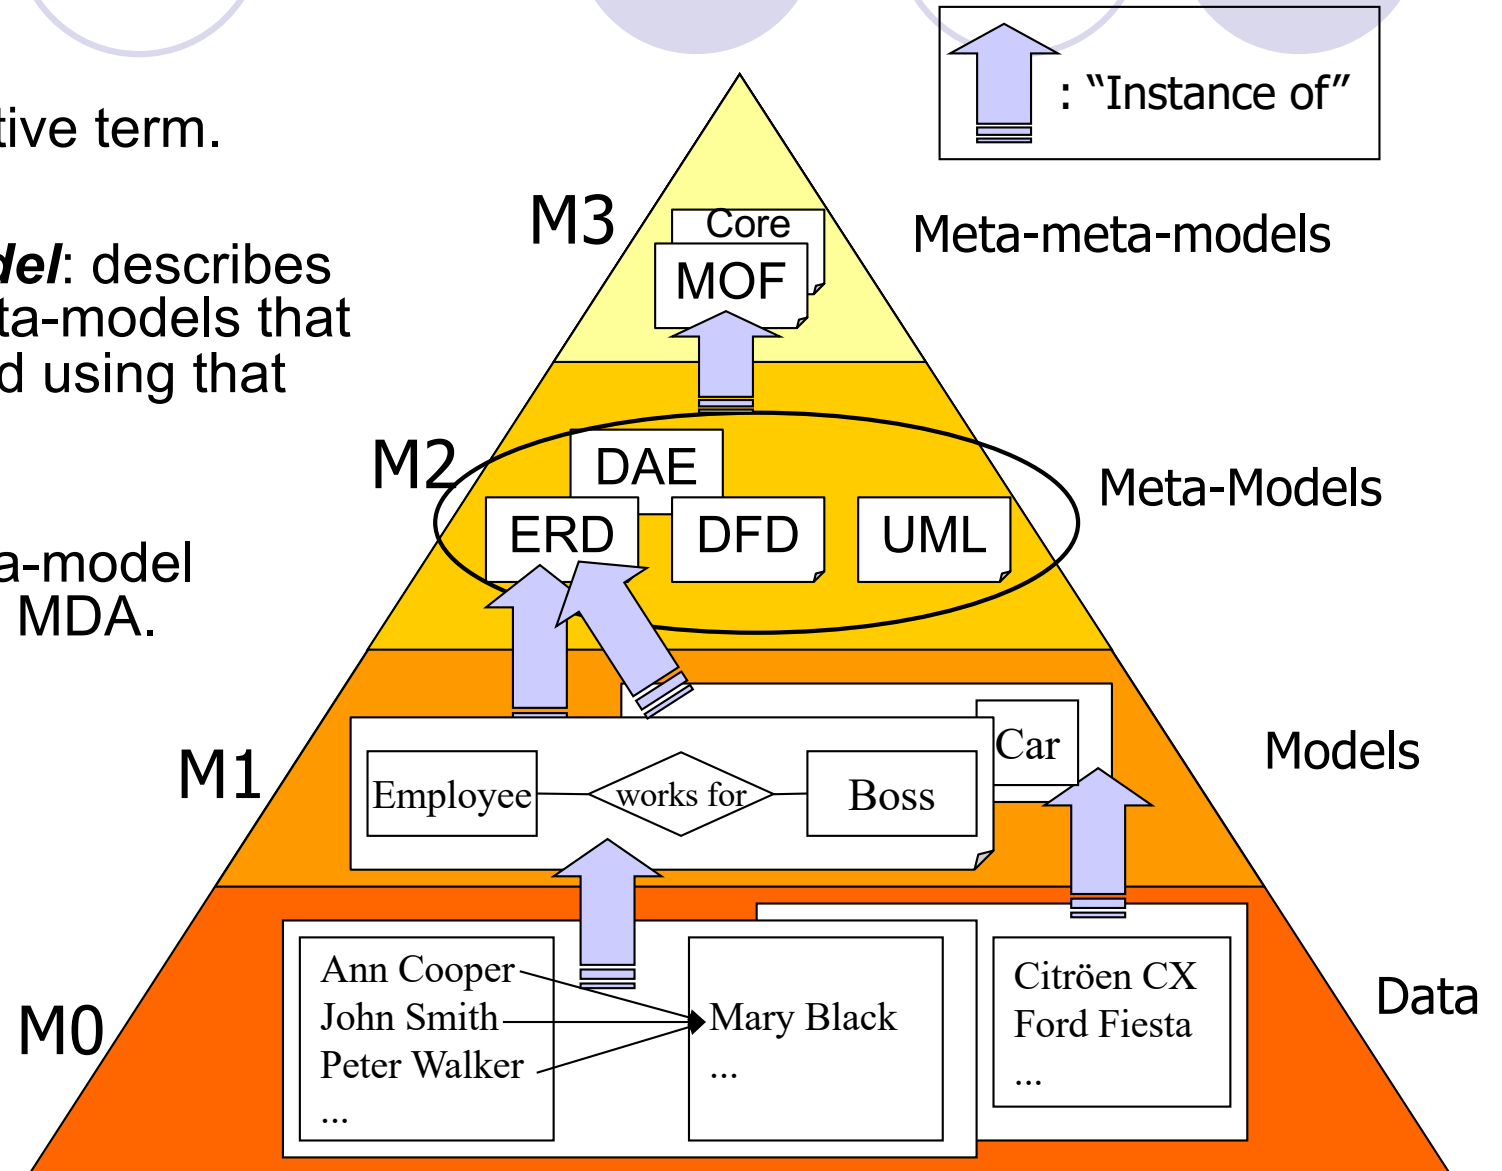 : “Instance of”
tive term.
del: describes
ta-models that
d using that
a-model
MDA.
M3
Core
MOF
Meta-meta-models
M2
DAE
ERD
DFD
UML
Meta-Models
M1
Employee
works for
Boss
Car
Models
M0
Ann Cooper
John Smith
Peter Walker
...
Mary Black
...
Citröen CX
Ford Fiesta
...
Data